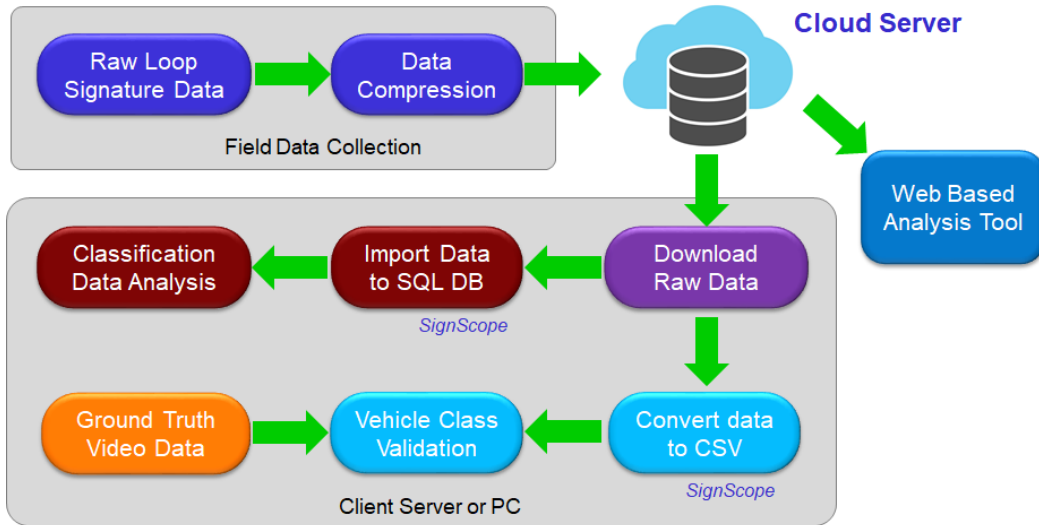 Cloud Server
Raw Loop
Signature Data
Data
Compression
Field Data Collection
Web Based
Analysis Tool
Classification
Data Analysis
Import Data
to SQL DB
Download
Raw Data
SignScope
Ground Truth
Video Data
Vehicle Class
Validation
Convert data
to CSV
SignScope
Client Server or PC